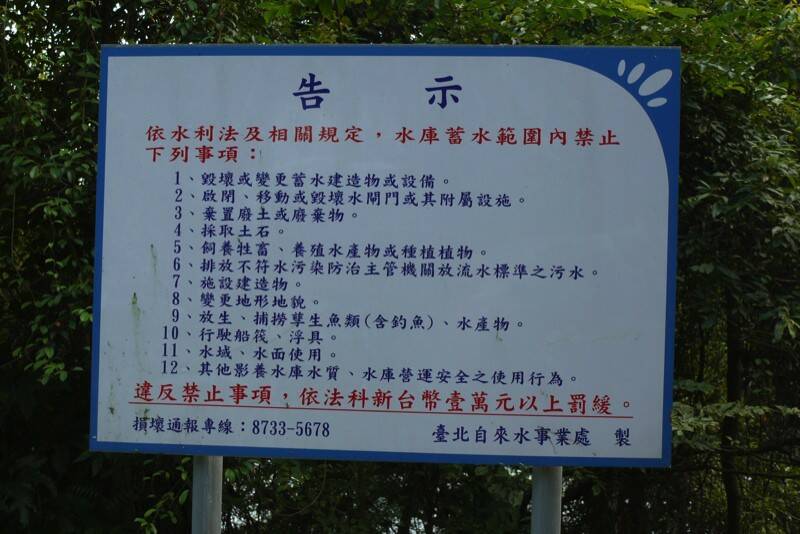 告示
依水利法及相關規定，水庫蓄水範圍內禁止
下列事項：
1、毀壞或變更蓄水建造物或設備。
2、啟閉、移動或毀壞水閘門或其附屬設施。
3、棄置廢土或廢棄物。
4、採取土石。
5、飼養牲畜、養殖水產物或種植植物。
6、排放不符水污染防治主管機關放流水標準之污水。
7、施設建造物。
8、變更地形地貌。
9、放生、捕撈孳生魚類(含釣魚)、水產物。
10、行駛船筏、浮具。
11、水域、水面使用。
12、其他影養水庫水質、水庫營運安全之使用行為。
違反禁止事項，依法科新台幣壹萬元以上罰緩。
損壞通報專線：8733-5678
臺北自來水事業處 製